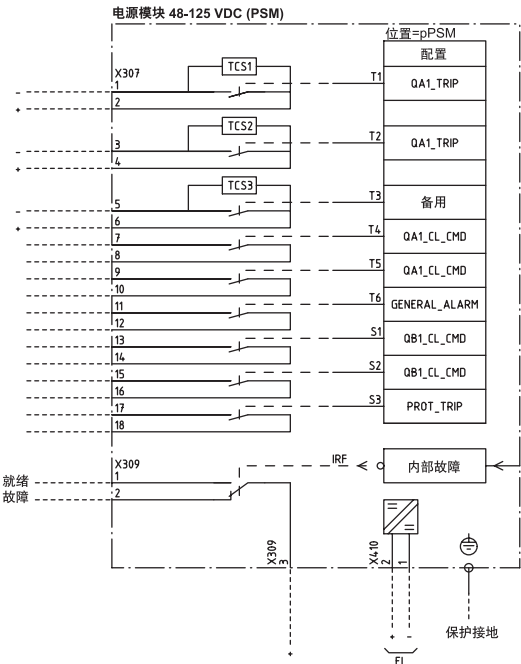 电源模块 48-125 VDC (PSM)
位置=pPSM
配置
X307
TCS1
1
2
-
+
T1
QA1_TRIP
TCS2
3
4
-
+
T2
QA1_TRIP
TCS3
5
6
-
+
T3
备用
7
8
T4
QA1_CL_CMD
9
10
T5
QA1_CL_CMD
11
12
T6
GENERAL_ALARM
13
14
S1
QB1_CL_CMD
15
16
S2
QB1_CL_CMD
17
18
S3
PROT_TRIP
X309
就绪
1
故障
2
IRF
内部故障
X309
3
X410
2
1
保护接地
+
+
-